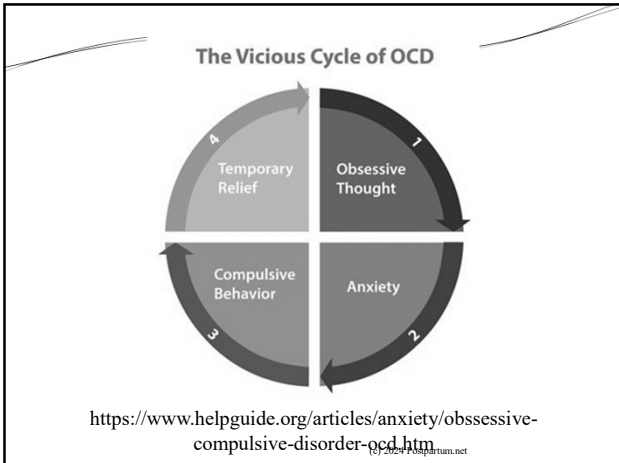 The Vicious Cycle of OCD
1
Obsessive
Thought
2
Anxiety
3
Compulsive
Behavior
4
Temporary
Relief
https://www.helpguide.org/articles/anxiety/obssessive-
compulsive-disorder-ocd.htm
(c) 2024 Postpartum.net